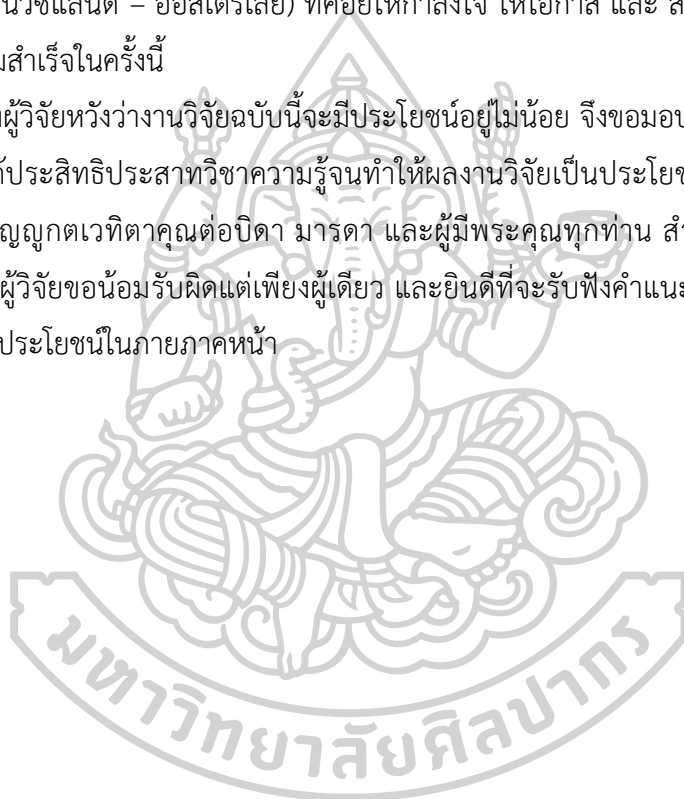 – ออสเตรเลีย) ที่คอยให้กำลังใจ ให้โอกาส และ
มสำเร็จในครั้งนี้
ผู้วิจัยหวังว่างานวิจัยฉบับนี้จะมีประโยชน์อยู่ไม่น้อย จึงขอมอบ
ประสิทธิประสาทวิชาความรู้จนทำให้ผลงานวิจัยเป็นประโยช
ญญูกตเวทิตาคุณต่อบิดา มารดา และผู้มีพระคุณทุกท่าน สำ
ผู้วิจัยขอน้อมรับผิดแต่เพียงผู้เดียว และยินดีที่จะรับฟังคำแนะ
ประโยชน์ในภายภาคหน้า
มหาวิทยาลัยศิลปากร